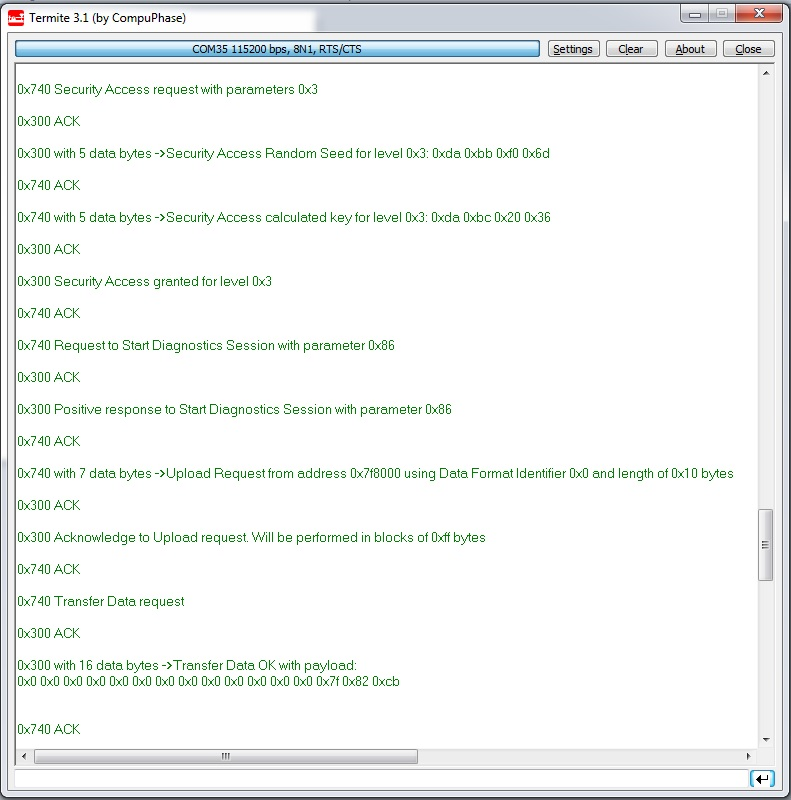 Termite 3.1 (by CompuPhase)
COM35 115200 bps, 8N1, RTS/CTS
Settings
Clear
About
Close
0x740 Security Access request with parameters 0x3
0x300 ACK
0x300 with 5 data bytes ->Security Access Random Seed for level 0x3: 0xda 0xbb 0xf0 0x6d
0x740 ACK
0x740 with 5 data bytes ->Security Access calculated key for level 0x3: 0xda 0xbc 0x20 0x36
0x300 ACK
0x300 Security Access granted for level 0x3
0x740 ACK
0x740 Request to Start Diagnostics Session with parameter 0x86
0x300 ACK
0x300 Positive response to Start Diagnostics Session with parameter 0x86
0x740 ACK
0x740 with 7 data bytes ->Upload Request from address 0x7f8000 using Data Format Identifier 0x0 and length of 0x10 bytes
0x300 ACK
0x300 Acknowledge to Upload request. Will be performed in blocks of 0xff bytes
0x740 ACK
0x740 Transfer Data request
0x300 ACK
0x300 with 16 data bytes ->Transfer Data OK with payload:
0x0 0x0 0x0 0x0 0x0 0x0 0x0 0x0 0x0 0x0 0x0 0x0 0x0 0x7f 0x82 0xcb
0x740 ACK